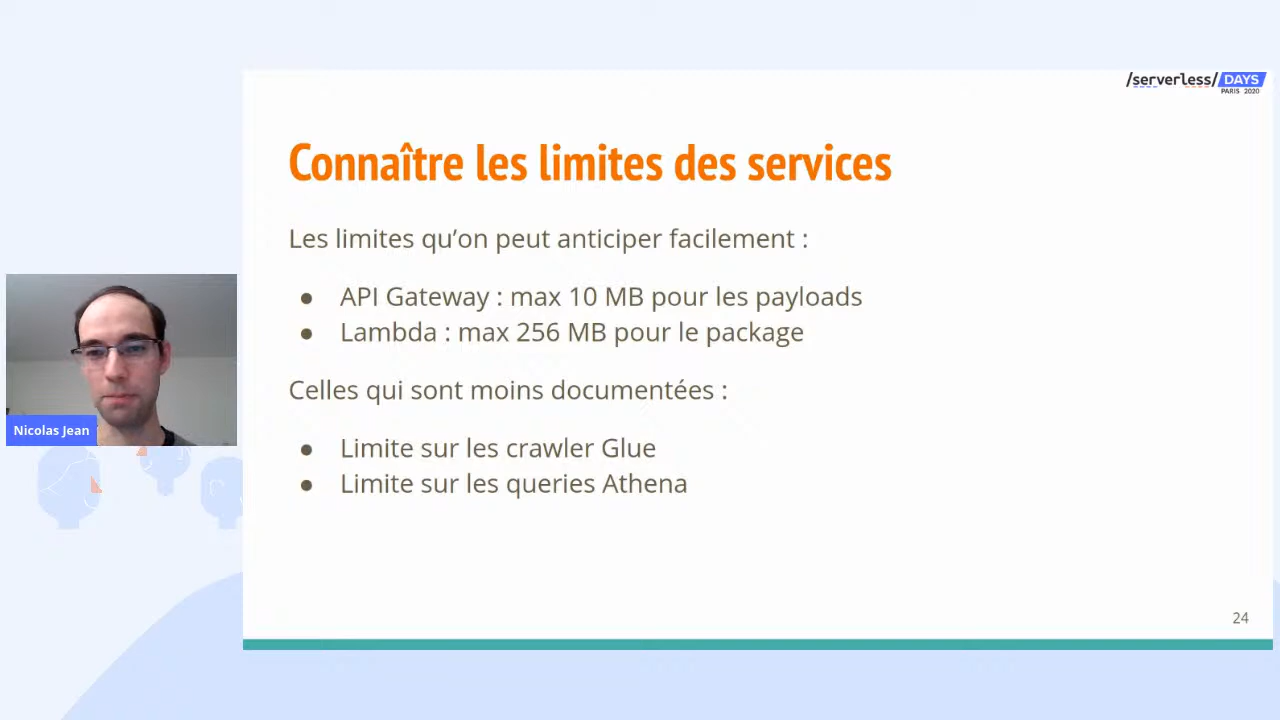 /serverless/DAYS
PARIS 2020
Connaître les limites des services
Les limites qu’on peut anticiper facilement :
● API Gateway : max 10 MB pour les payloads
● Lambda : max 256 MB pour le package
Celles qui sont moins documentées :
● Limite sur les crawler Glue
● Limite sur les queries Athena
Nicolas Jean
24